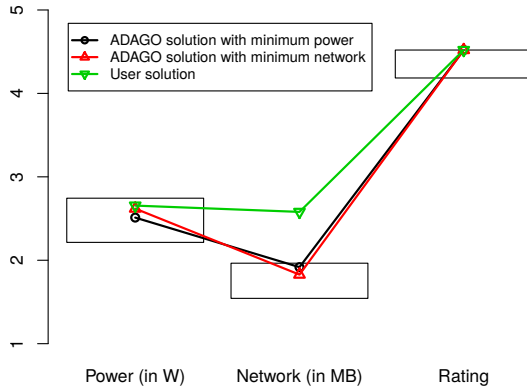 5
4
3
2
1
ADAGO solution with minimum power
ADAGO solution with minimum network
User solution
Power (in W)
Network (in MB)
Rating